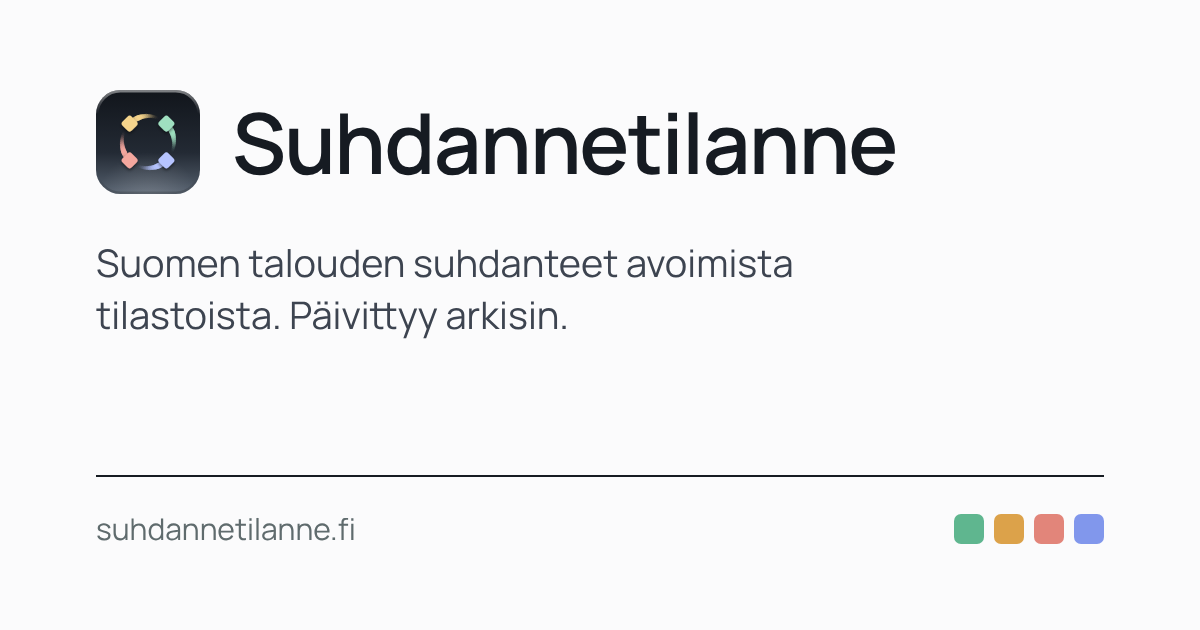 Suhdannetilanne
Suomen talouden suhdanteet avoimista
tilastoista. Päivittyy arkisin.
suhdannetilanne.fi